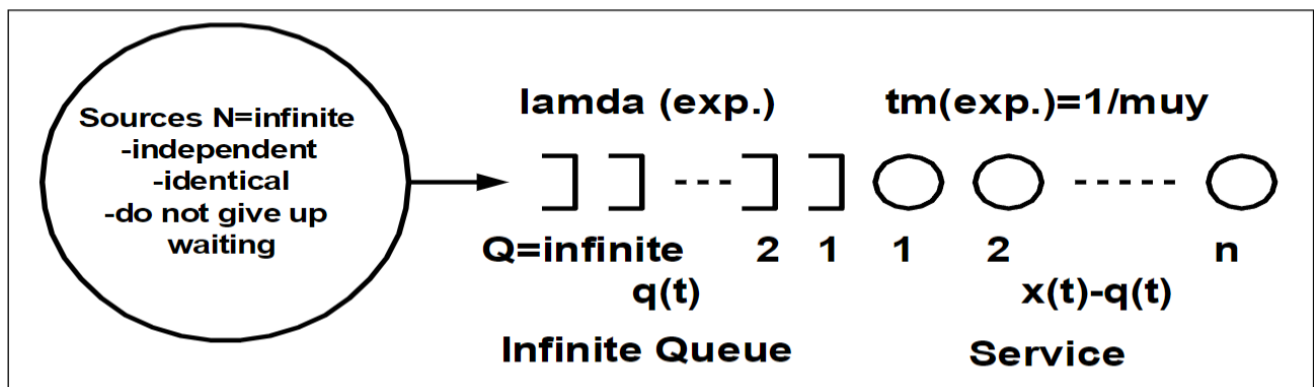 Sources N=infinite
-independent
-identical
-do not give up
waiting
lamda (exp.) tm(exp.)=1/muy
Q=infinite 2 1 1 2 n
q(t) x(t)-q(t)
Infinite Queue Service